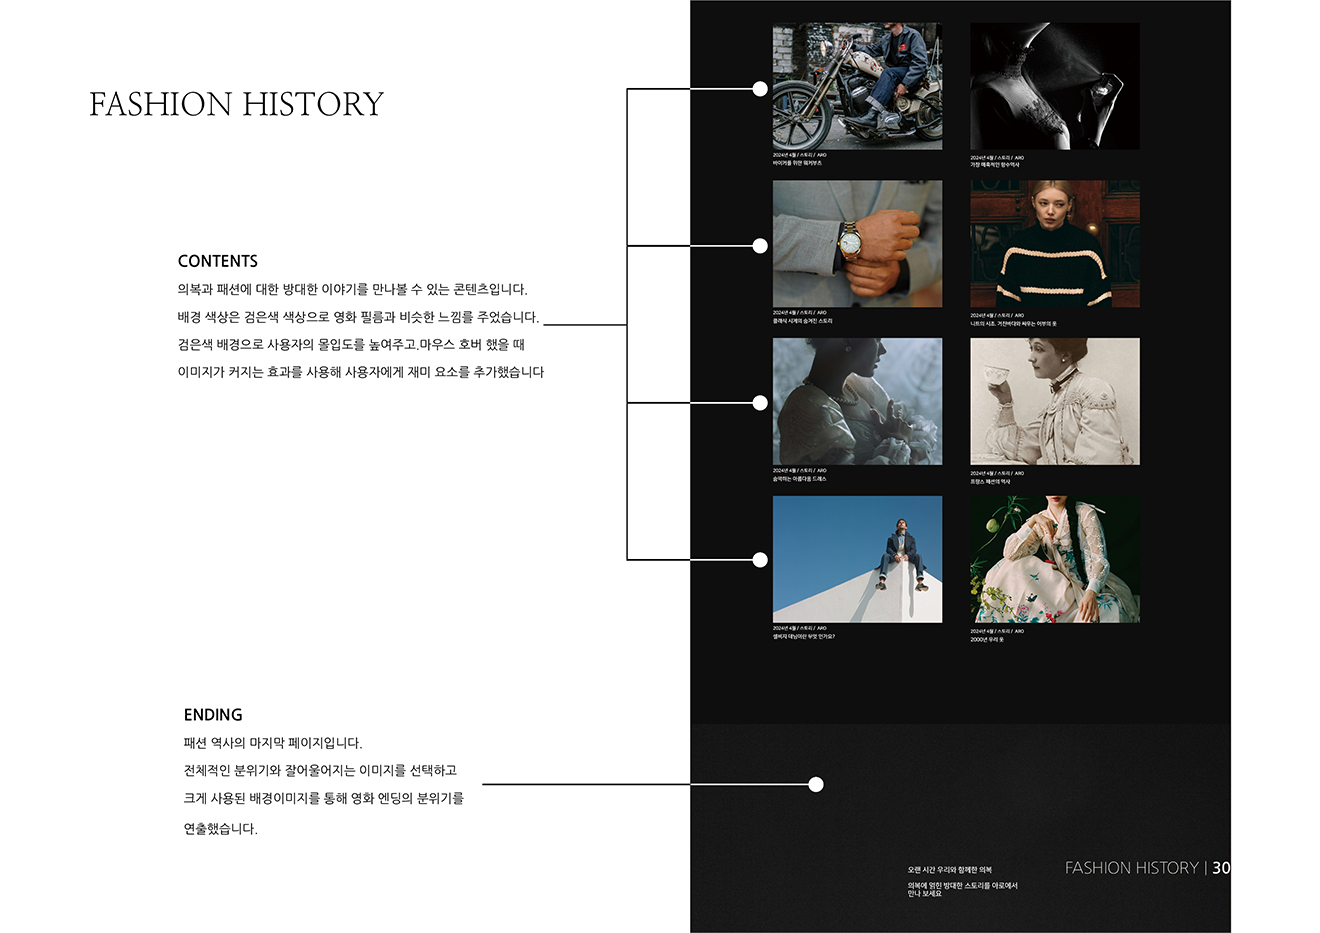 FASHION HISTORY
CONTENTS
의복과 패션에 대한 방대한 이야기를 만나볼 수 있는 콘텐츠입니다.
배경 색상은 검은색 색상으로 영화 필름과 비슷한 느낌를 주었습니다.
검은색 배경으로 사용자의 몰입도를 높여주고.마우스 호버 했을 때
이미지가 커지는 효과를 사용해 사용자에게 재미 요소를 추가했습니다
2024년 4월 / 스토리 / ARO
바이커를 위한 워커부츠
2024년 4월 / 스토리 / ARO
가장 매혹적인 향수역사
2024년 4월 / 스토리 / ARO
클래식 시계의 숨겨진 스토리
2024년 4월 / 스토리 / ARO
니트의 시초, 거친바다와 싸우는 어부의 옷
2024년 4월 / 스토리 / ARO
숨막히는 아름다움 드레스
2024년 4월 / 스토리 / ARO
프랑스 패션의 역사
2024년 4월 / 스토리 / ARO
셀비지 데님이란 무엇 인가요?
2024년 4월 / 스토리 / ARO
2000년 우리 옷
ENDING
패션 역사의 마지막 페이지입니다.
전체적인 분위기와 잘어울어지는 이미지를 선택하고
크게 사용된 배경이미지를 통해 영화 엔딩의 분위기를
연출했습니다.
오랜 시간 우리와 함께한 의복
의복에 얽힌 방대한 스토리를 아로에서
만나 보세요
FASHION HISTORY | 30